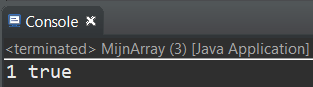 Console
<terminated> MijnArray (3) [Java Application]
1 true